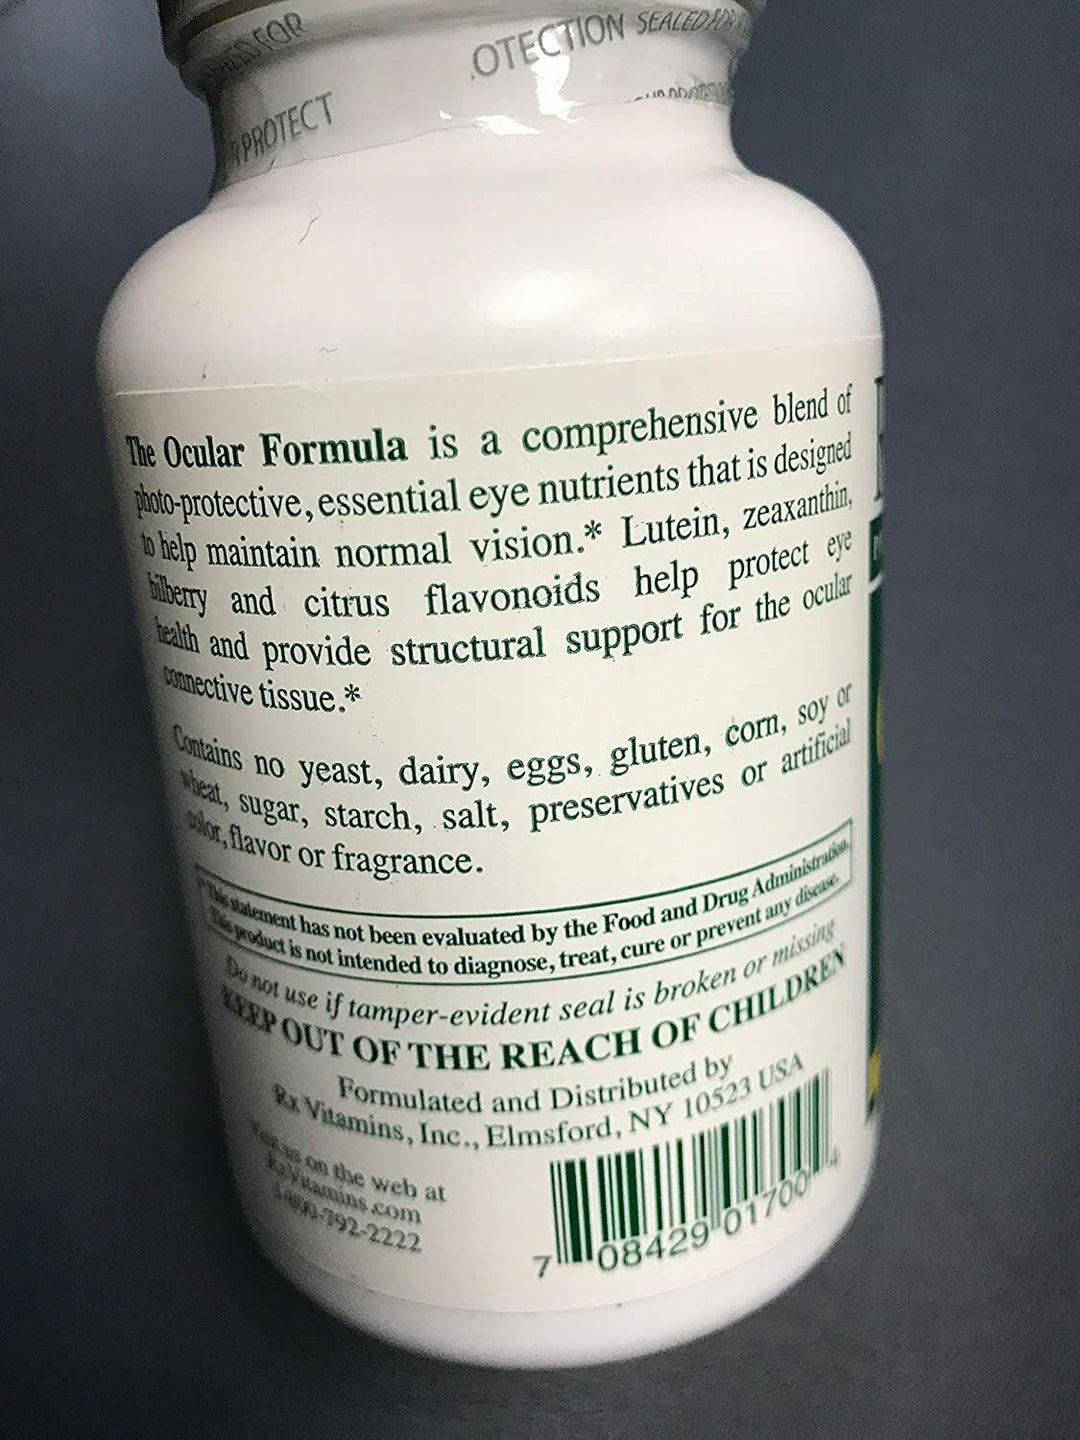 SEALED FOR
OTECTION SEALED FOR
PROTECT
The Ocular Formula is a comprehensive blend of
photo-protective, essential eye nutrients that is designed
to help maintain normal vision.* Lutein, zeaxanthin,
bilberry and citrus flavonoids help protect eye
health and provide structural support for the ocular
connective tissue.*
Contains no yeast, dairy, eggs, gluten, corn, soy or
wheat, sugar, starch, salt, preservatives or artificial
color, flavor or fragrance.
*This statement has not been evaluated by the Food and Drug Administration.
This product is not intended to diagnose, treat, cure or prevent any disease.
Do not use if tamper-evident seal is broken or missing
KEEP OUT OF THE REACH OF CHILDREN
Formulated and Distributed by
Rx Vitamins, Inc., Elmsford, NY 10523 USA
Visit us on the web at
RxVitamins.com
1-800-792-2222
7 08429 01700 4